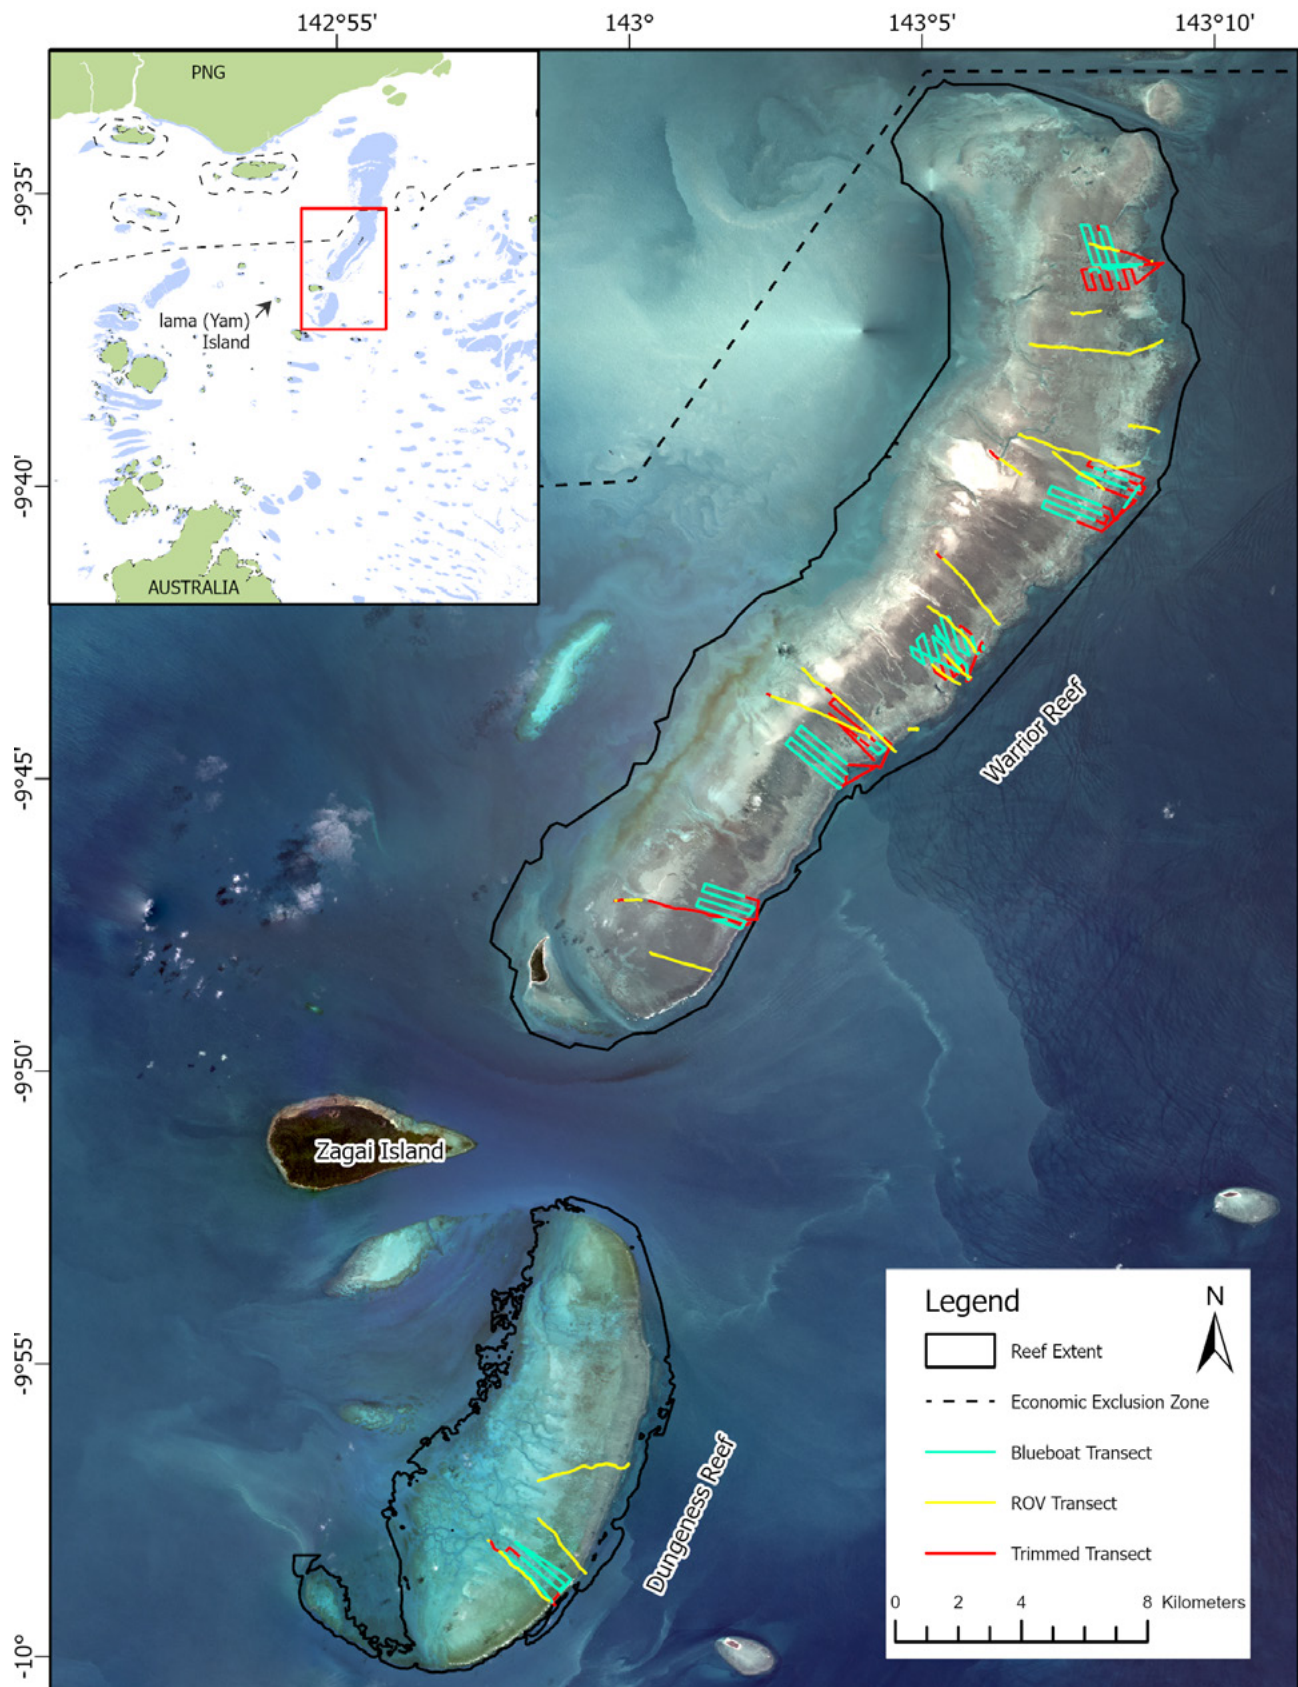 142°55'
143°
143°5'
143°10'
PNG
-9°35'
Iama (Yam)
Island
-9°40'
AUSTRALIA
Warrior Reef
-9°45'
-9°50'
Zagai Island
-9°55'
Dungeness Reef
-10°
Legend
N
Reef Extent
Economic Exclusion Zone
Blueboat Transect
ROV Transect
Trimmed Transect
0 2 4 8 Kilometers